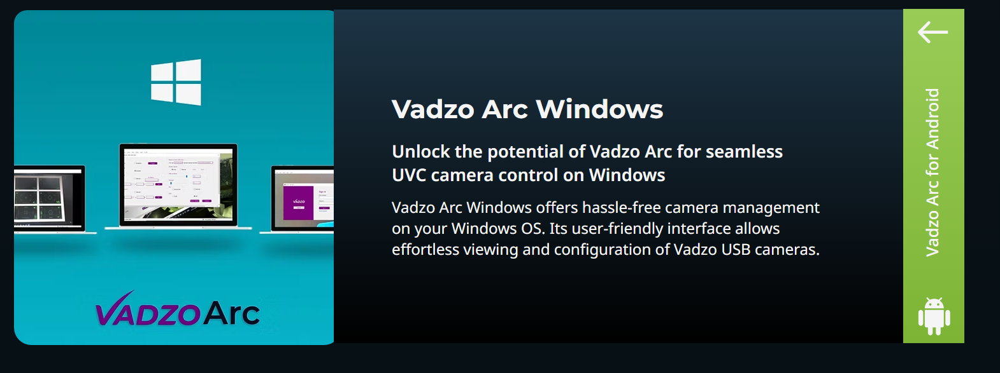 VADZO Arc
Vadzo Arc Windows
Unlock the potential of Vadzo Arc for seamless
UVC camera control on Windows
Vadzo Arc Windows offers hassle-free camera management
on your Windows OS. Its user-friendly interface allows
effortless viewing and configuration of Vadzo USB cameras.
Vadzo Arc for Android